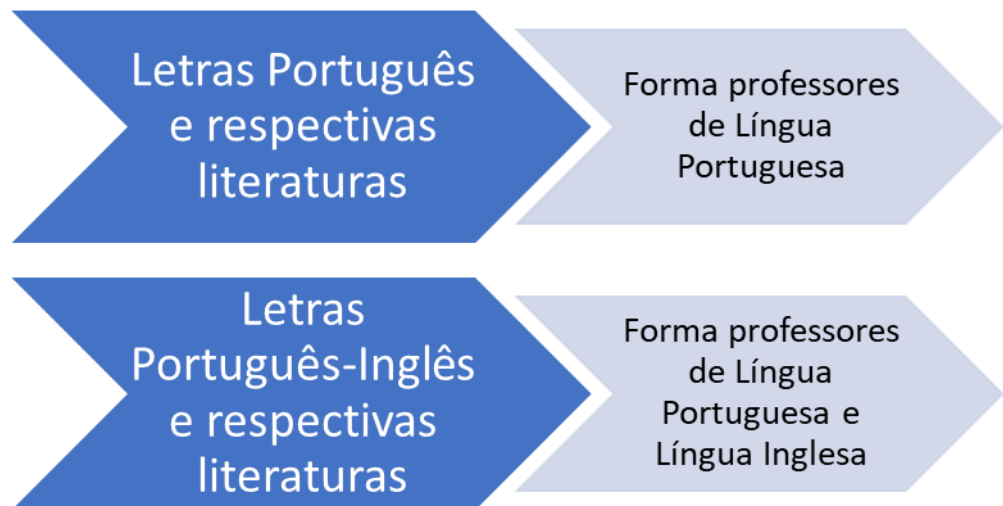 Letras Português
e respectivas
literaturas
Forma professores
de Língua
Portuguesa
Letras
Português-Inglês
e respectivas
literaturas
Forma professores
de Língua
Portuguesa e
Língua Inglesa